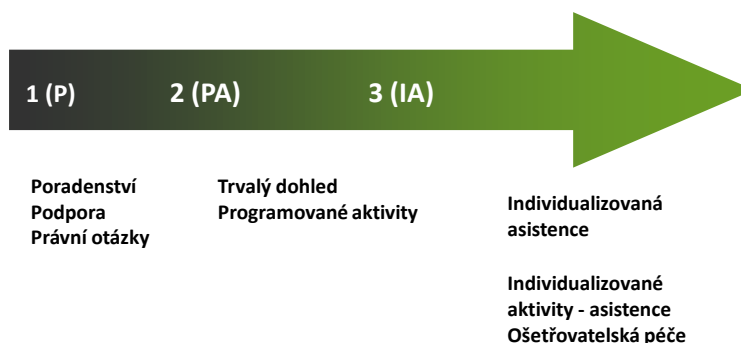 1 (P)
2 (PA)
3 (IA)
Poradenství
Podpora
Právní otázky
Trvalý dohled
Programované aktivity
Individualizovaná
asistence
Individualizované
aktivity - asistence
Ošetřovatelská péče